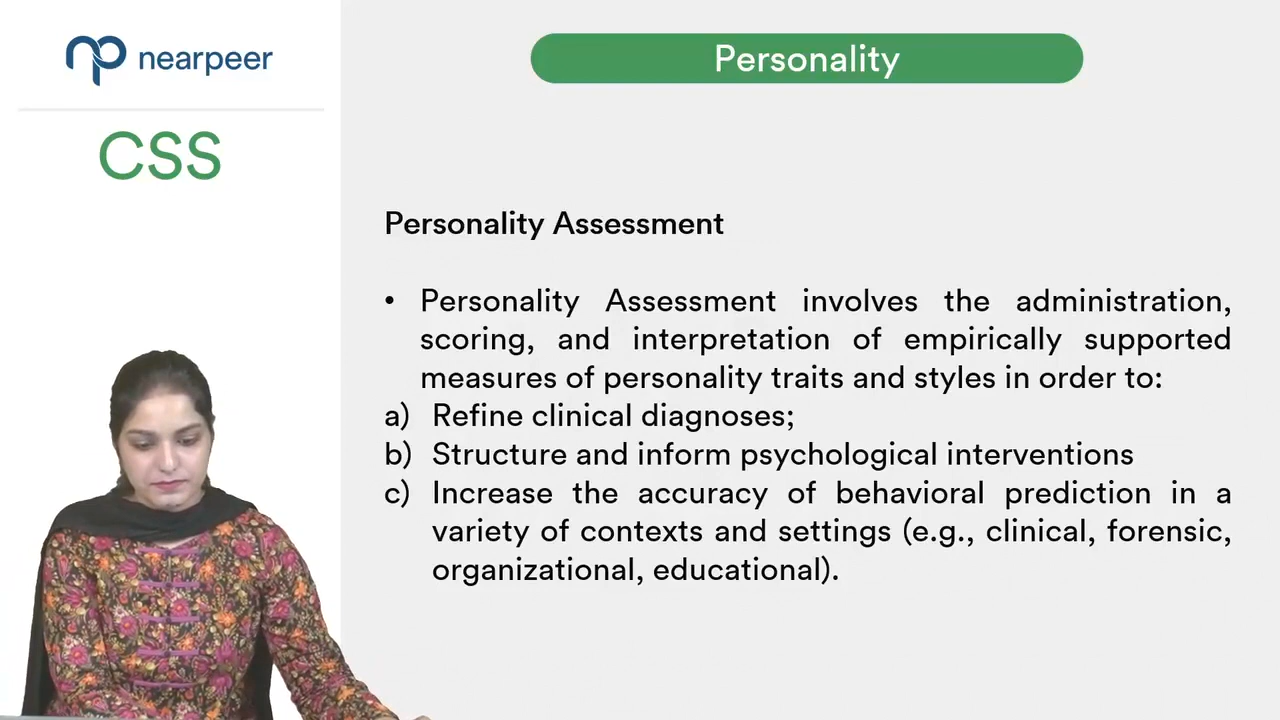 nearpeer
CSS
Personality
Personality Assessment
• Personality Assessment involves the administration,
scoring, and interpretation of empirically supported
measures of personality traits and styles in order to:
a) Refine clinical diagnoses;
b) Structure and inform psychological interventions
c) Increase the accuracy of behavioral prediction in a
variety of contexts and settings (e.g., clinical, forensic,
organizational, educational).